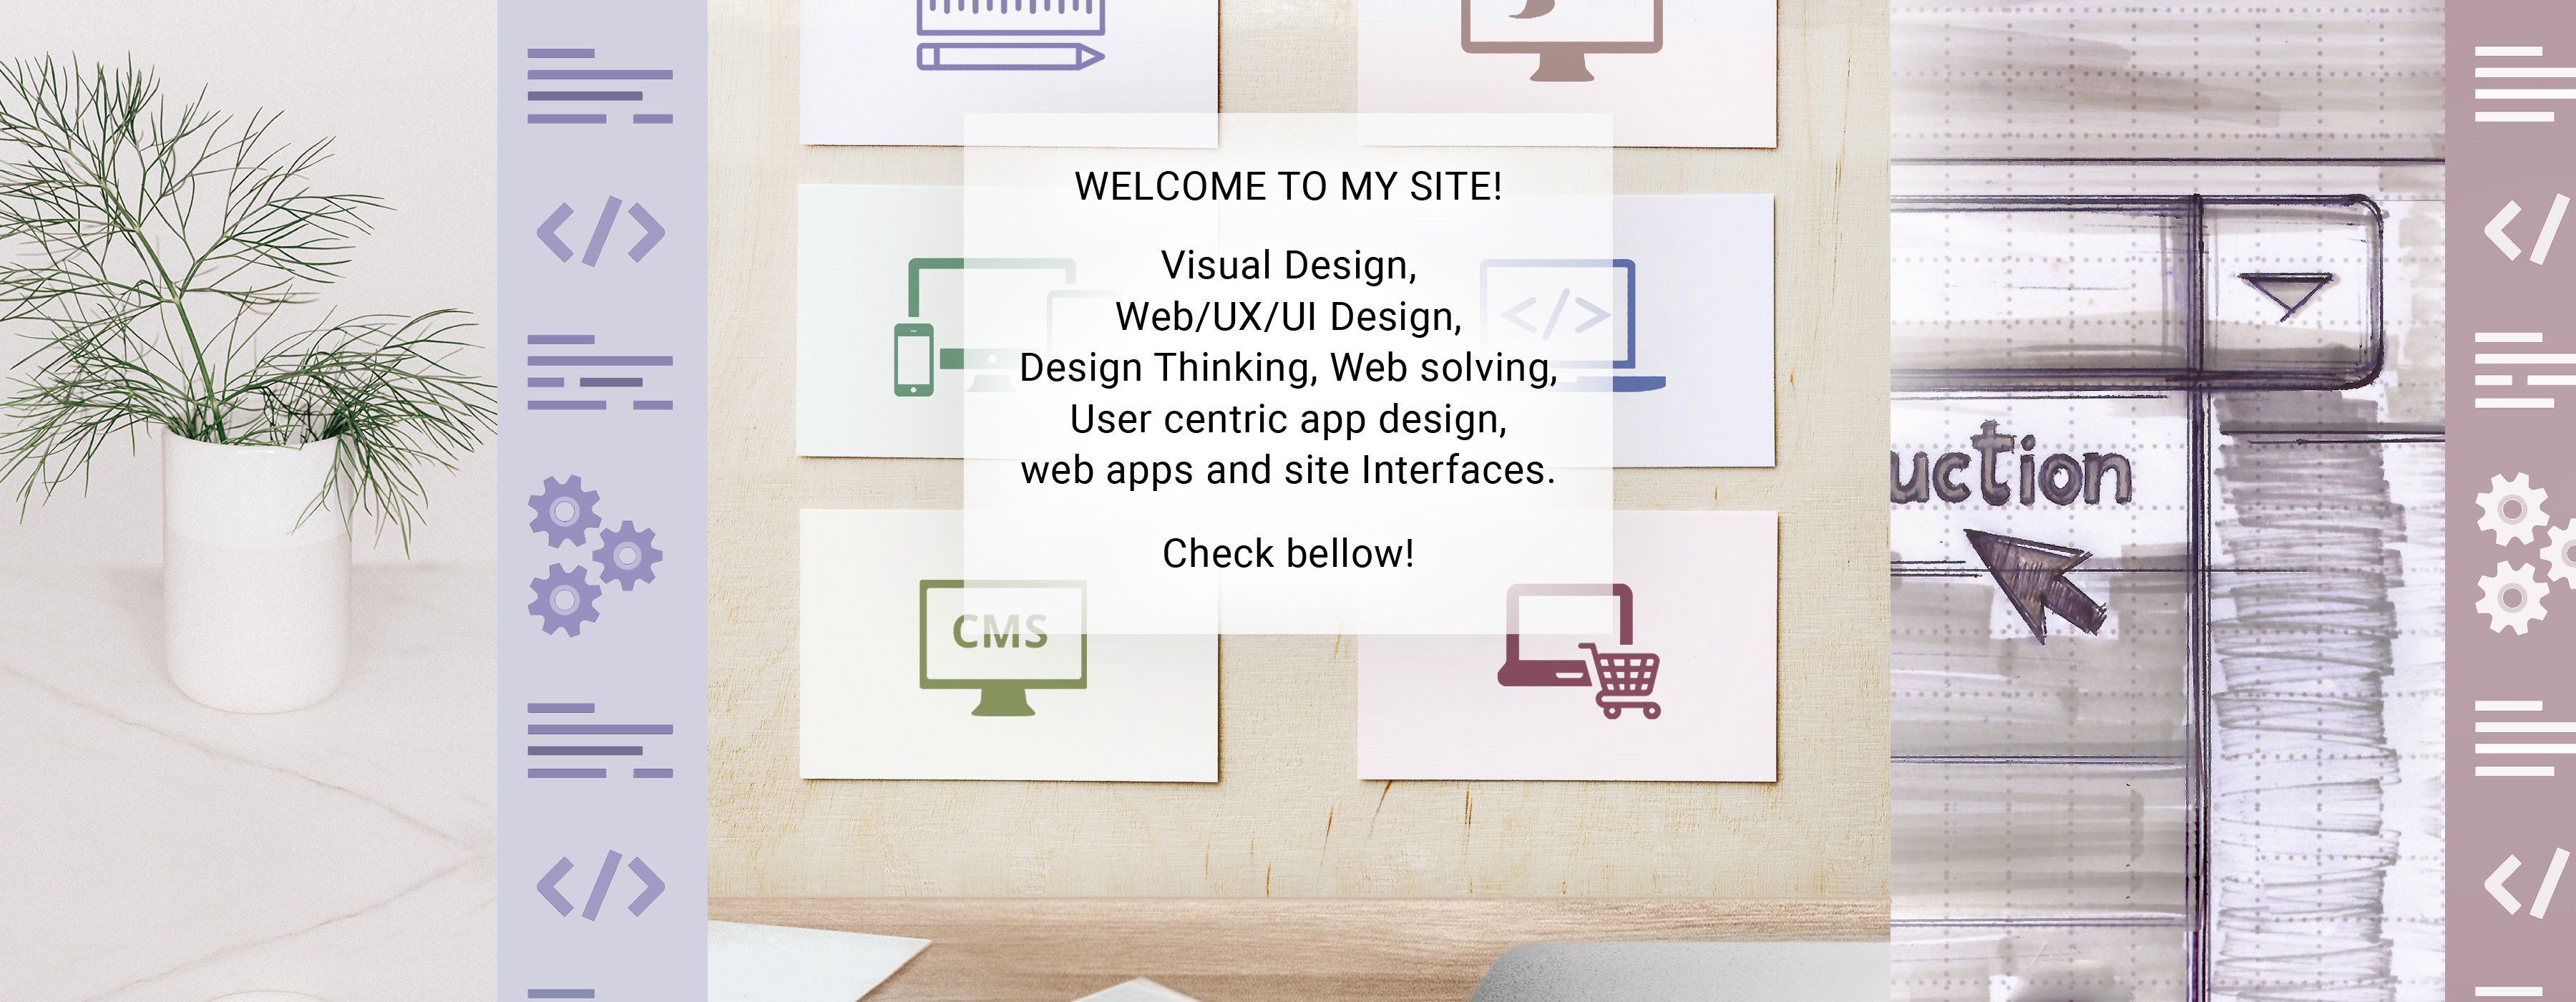 WELCOME TO MY SITE!
Visual Design,
Web/UX/UI Design,
Design Thinking, Web solving,
User centric app design,
web apps and site Interfaces.
Check bellow!
</>
</>
CMS
uction
</>
</
</